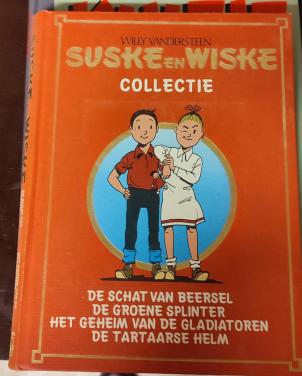 WILLY VANDERSTEEN
SUSKE EN WISKE
COLLECTIE
DE SCHAT VAN BEERSEL
DE GROENE SPLINTER
HET GEHEIM VAN DE GLADIATOREN
DE TARTAARSE HELM